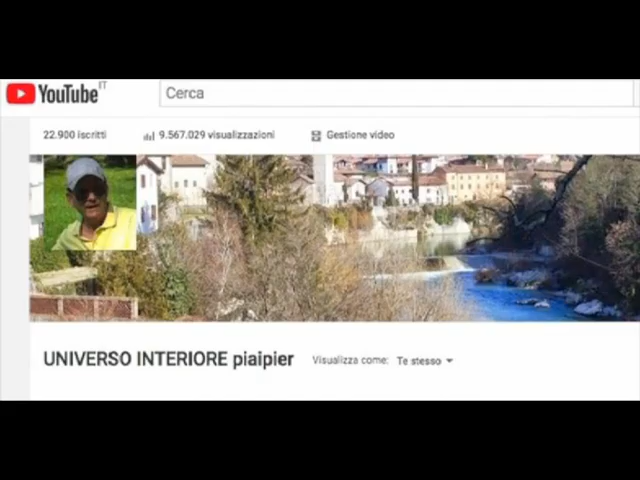 YouTube IT
Cerca
22.900 iscritti 9.567.029 visualizzazioni Gestione video
UNIVERSO INTERIORE piaipier Visualizza come: Te stesso